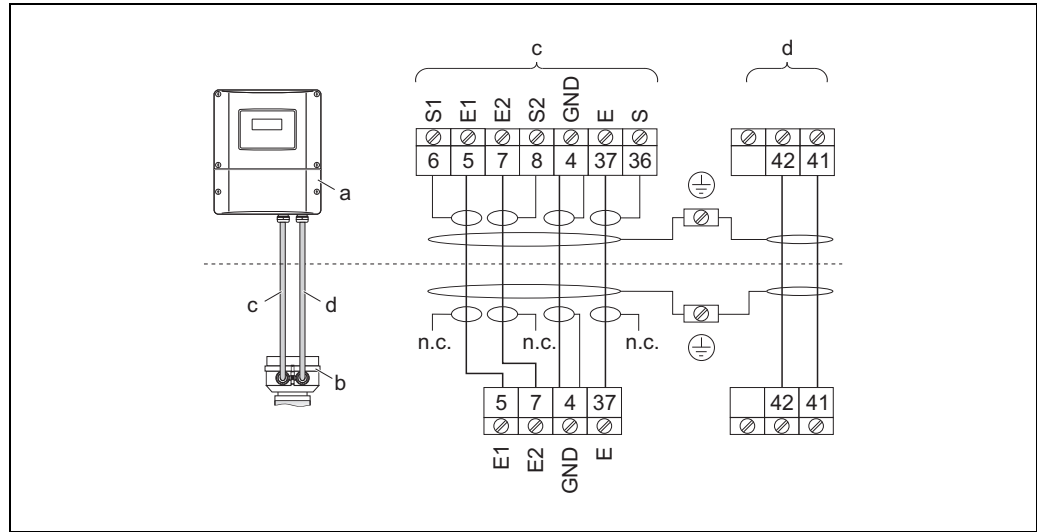 c d
S1 E1 E2 S2 GND E S
6 5 7 8 4 37 36 42 41
a
c d
n.c. n.c. n.c.
b
5 7 4 37 42 41
E1 E2 GND E